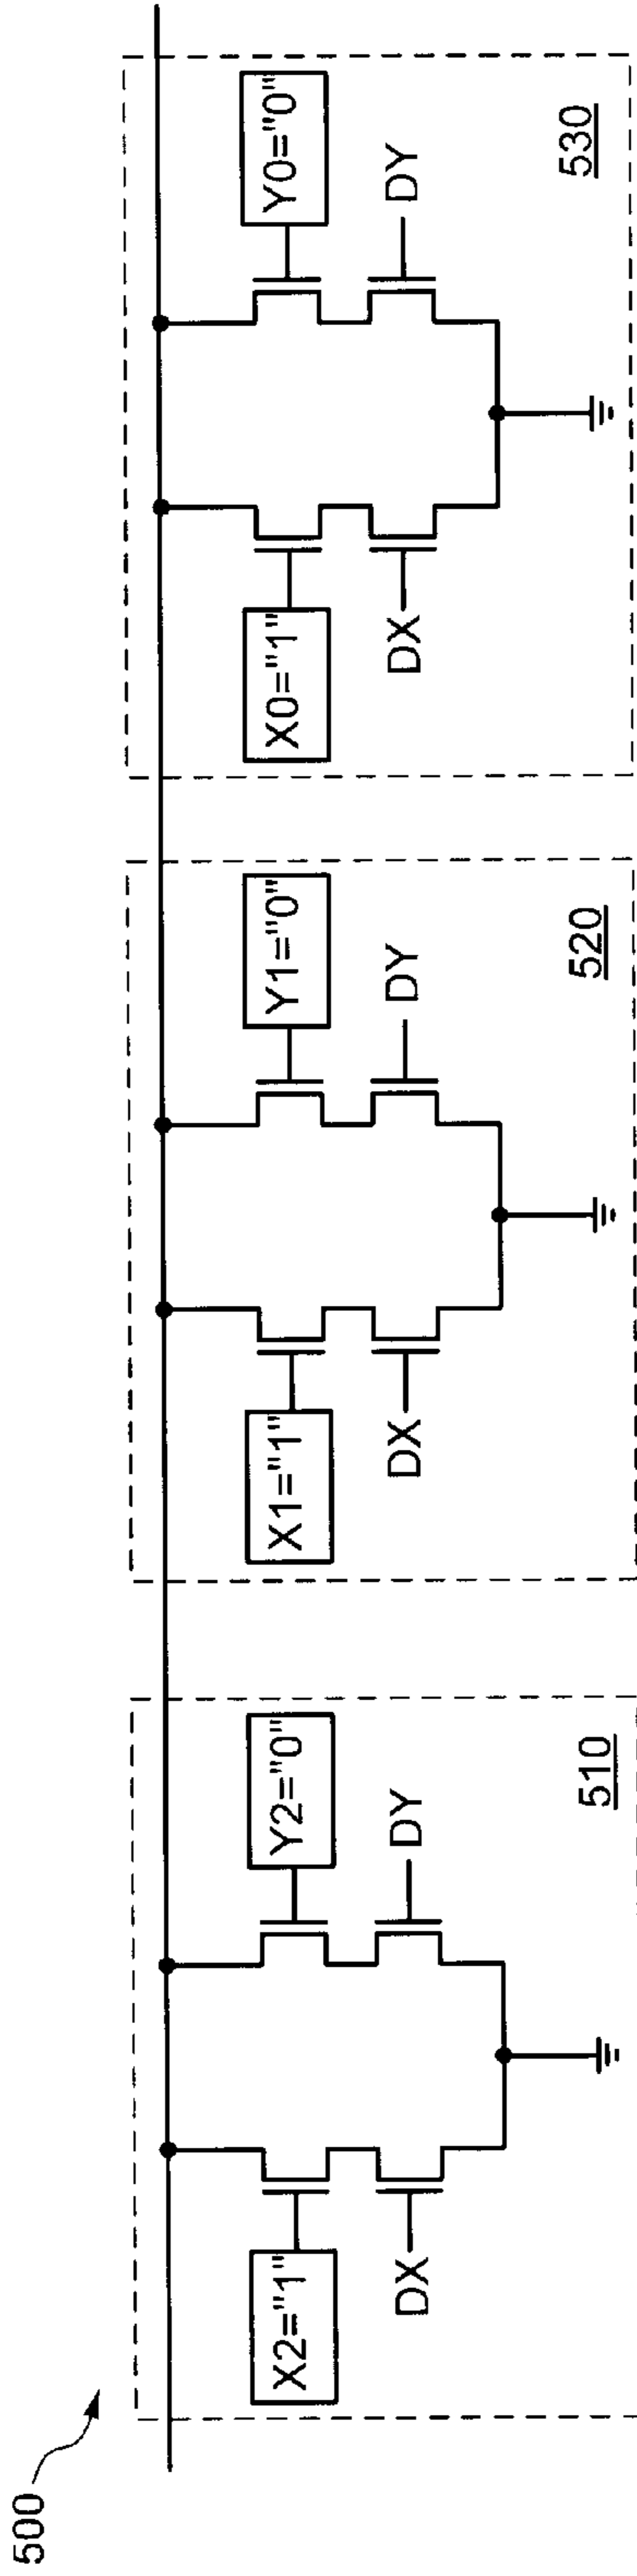 500
X2="1"
Y2="0"
DX
DY
510
X1="1"
Y1="0"
DX
DY
520
X0="1"
Y0="0"
DX
DY
530